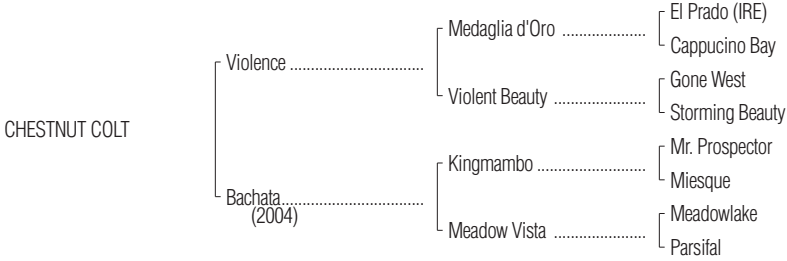 El Prado (IRE)
Medaglia d'Oro ....................
Cappucino Bay
Violence ...............................
Gone West
Violent Beauty ......................
Storming Beauty
CHESTNUT COLT
Mr. Prospector
Kingmambo ..........................
Miesque
Bachata.................................
(2004)
Meadowlake
Meadow Vista ......................
Parsifal